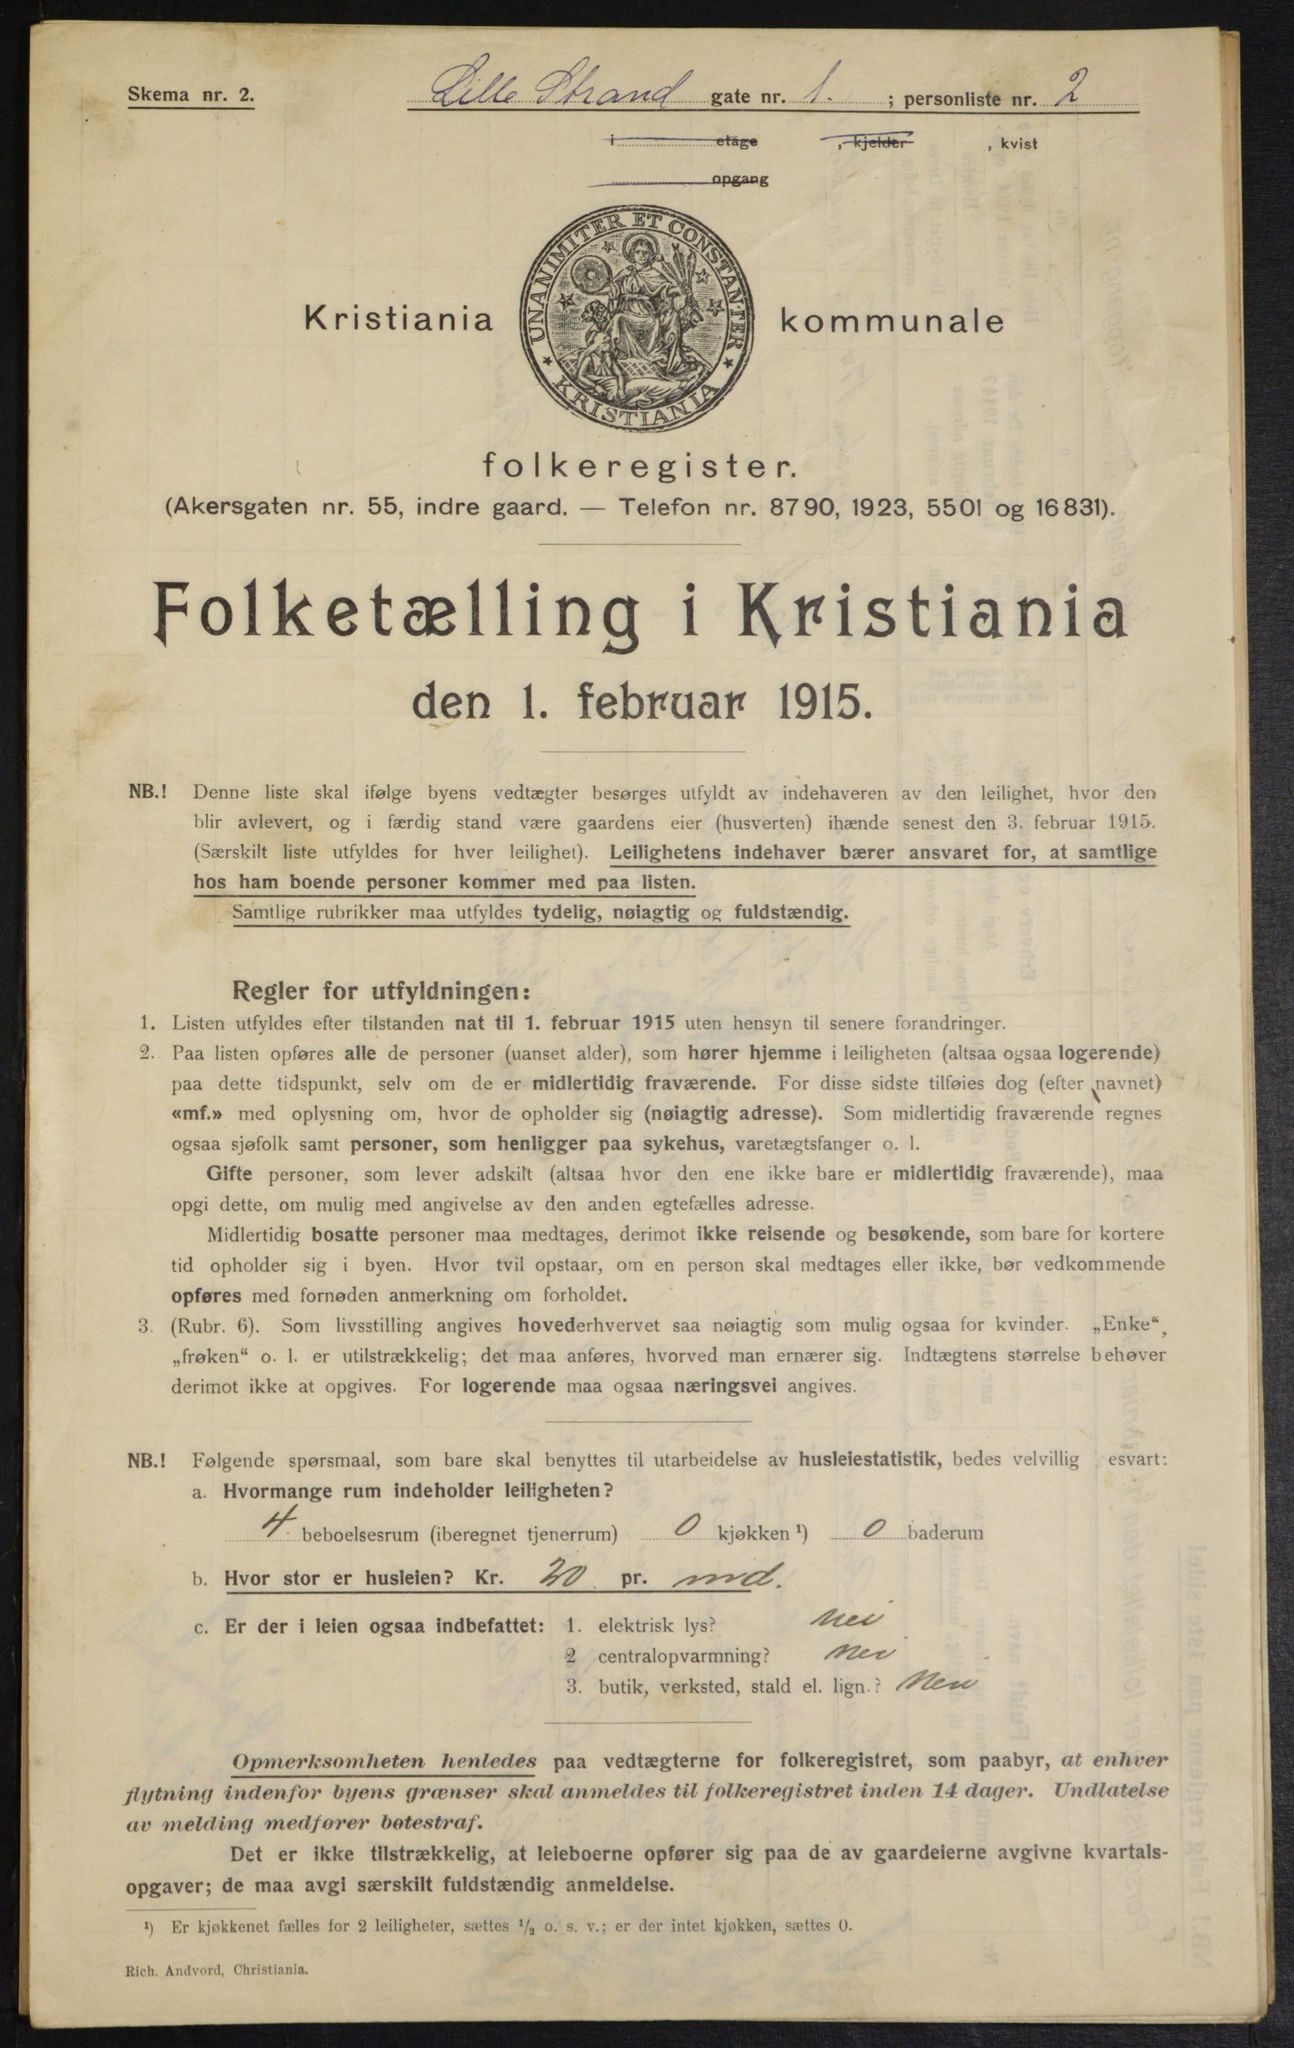 Skema nr. 2.
Lille Strand gate nr. 1. ; personliste nr. 2
i etage , kjelder , kvist
opgang
UNANIMITER ET CONSTANTER
KRISTIANIA
Kristiania kommunale
folkeregister.
(Akersgaten nr. 55, indre gaard. — Telefon nr. 8790, 1923, 5501 og 16831).
Folketælling i Kristiania
den 1. februar 1915.
NB.! Denne liste skal ifølge byens vedtægter besørges utfyldt av indehaveren av den leilighet, hvor den
blir avlevert, og i færdig stand være gaardens eier (husverten) ihænde senest den 3. februar 1915.
(Særskilt liste utfyldes for hver leilighet). Leilighetens indehaver bærer ansvaret for, at samtlige
hos ham boende personer kommer med paa listen.
Samtlige rubrikker maa utfyldes tydelig, nøiagtig og fuldstændig.
Regler for utfyldningen:
1. Listen utfyldes efter tilstanden nat til 1. februar 1915 uten hensyn til senere forandringer.
2. Paa listen opføres alle de personer (uanset alder), som hører hjemme i leiligheten (altsaa ogsaa logerende)
paa dette tidspunkt, selv om de er midlertidig fraværende. For disse sidste tilføies dog (efter navnet)
«mf.» med oplysning om, hvor de opholder sig (nøiagtig adresse). Som midlertidig fraværende regnes
ogsaa sjøfolk samt personer, som henligger paa sykehus, varetægtsfanger o. l.
Gifte personer, som lever adskilt (altsaa hvor den ene ikke bare er midlertidig fraværende), maa
opgi dette, om mulig med angivelse av den anden egtefælles adresse.
Midlertidig bosatte personer maa medtages, derimot ikke reisende og besøkende, som bare for kortere
tid opholder sig i byen. Hvor tvil opstaar, om en person skal medtages eller ikke, bør vedkommende
opføres med fornøden anmerkning om forholdet.
3. (Rubr. 6). Som livsstilling angives hovederhvervet saa nøiagtig som mulig ogsaa for kvinder. „Enke“,
„frøken“ o. l. er utilstrækkelig; det maa anføres, hvorved man ernærer sig. Indtægtens størrelse behøver
derimot ikke at opgives. For logerende maa ogsaa næringsvei angives.
NB.! Følgende spørsmaal, som bare skal benyttes til utarbeidelse av husleiestatistik, bedes velvillig esvart:
a. Hvormange rum indeholder leiligheten?
4 beboelsesrum (iberegnet tjenerrum) 0 kjøkken ¹) 0 baderum
b. Hvor stor er husleien? Kr. 20 pr. md.
c. Er der i leien ogsaa indbefattet: 1. elektrisk lys? nei
2 centralopvarmning? nei
3. butik, verksted, stald el. lign.? Nei
Opmerksomheten henledes paa vedtægterne for folkeregistret, som paabyr, at enhver
flytning indenfor byens grænser skal anmeldes til folkeregistret inden 14 dager. Undlatelse
av melding medfører bøtestraf.
Det er ikke tilstrækkelig, at leieboerne opfører sig paa de av gaardeierne avgivne kvartals-
opgaver; de maa avgi særskilt fuldstændig anmeldelse.
¹) Er kjøkkenet fælles for 2 leiligheter, sættes ½ o. s. v.; er der intet kjøkken, sættes 0.
Rich. Andvord, Christiania.